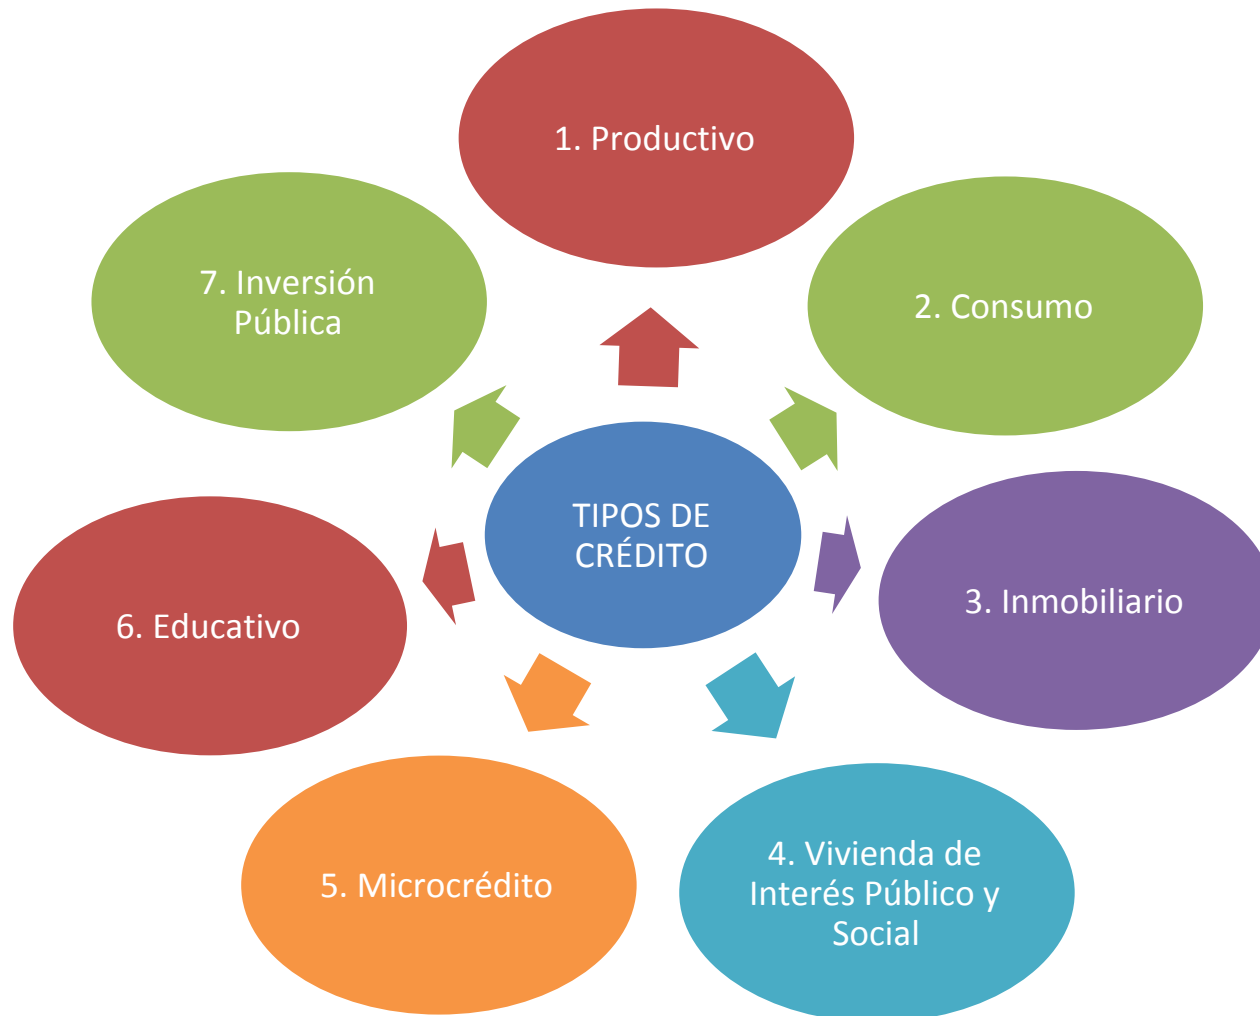 TIPOS DE
CRÉDITO
1. Productivo
2. Consumo
3. Inmobiliario
4. Vivienda de
Interés Público y
Social
5. Microcrédito
6. Educativo
7. Inversión
Pública